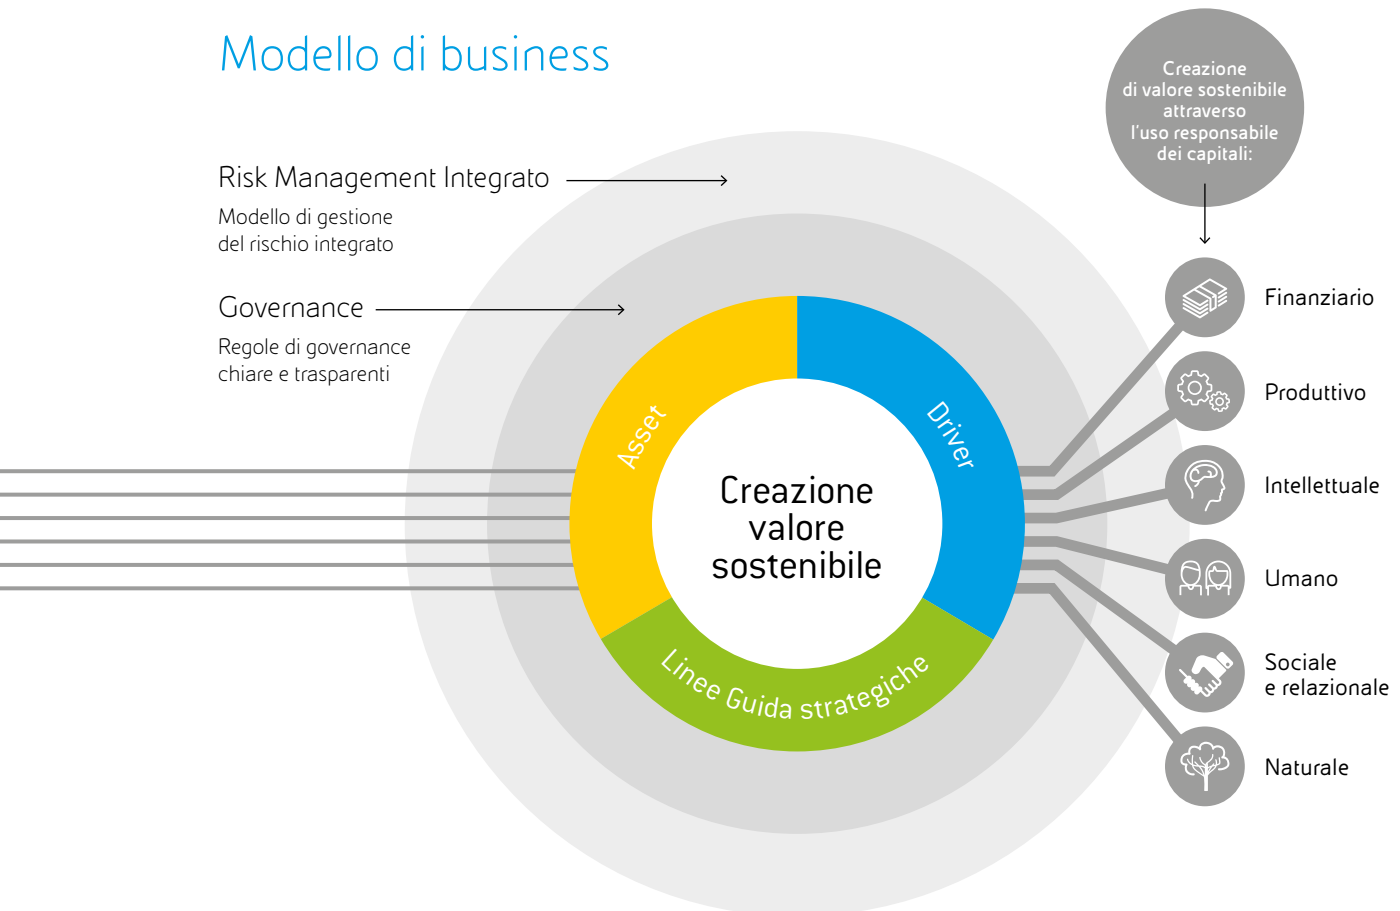 Modello di business
Risk Management Integrato
Modello di gestione
del rischio integrato
Governance
Regole di governance
chiare e trasparenti
Asset
Driver
Linee Guida strategiche
Creazione
valore
sostenibile
Creazione
di valore sostenibile
attraverso
l'uso responsabile
dei capitali:
Finanziario
Produttivo
Intellettuale
Umano
Sociale
e relazionale
Naturale